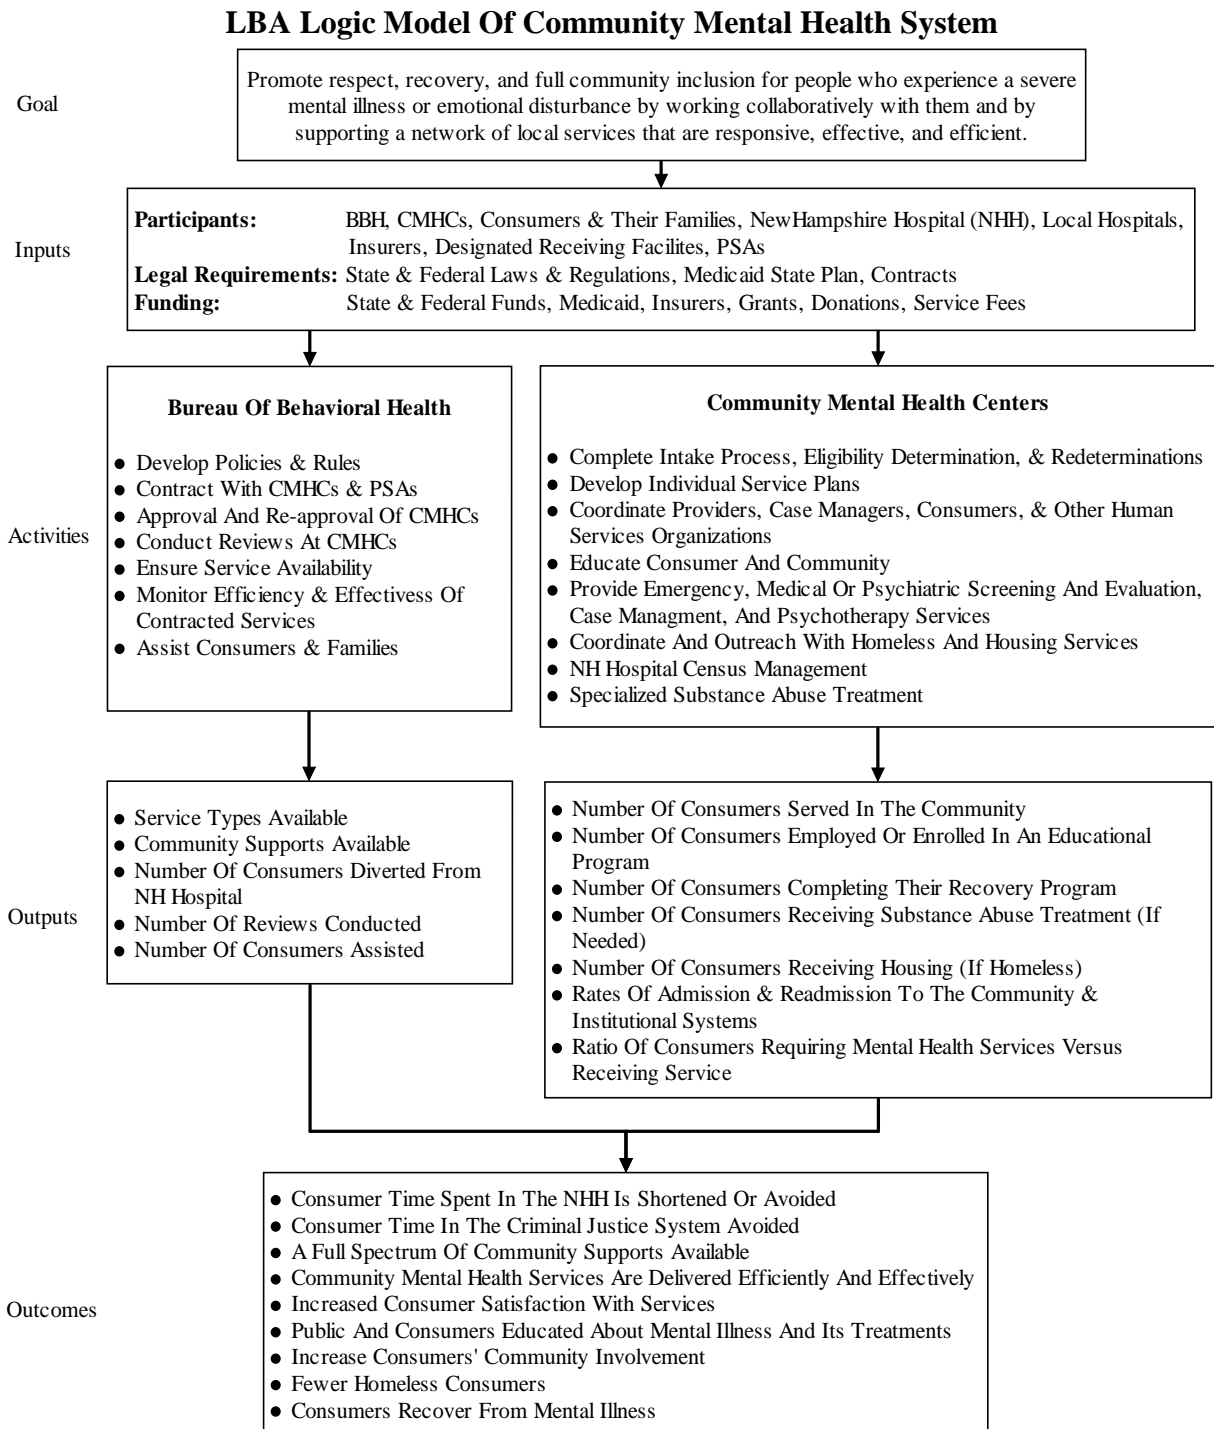 LBA Logic Model Of Community Mental Health System
Goal
Promote respect, recovery, and full community inclusion for people who experience a severe
mental illness or emotional disturbance by working collaboratively with them and by
supporting a network of local services that are responsive, effective, and efficient.
Inputs
Participants: BBH, CMHCs, Consumers & Their Families, NewHampshire Hospital (NHH), Local Hospitals,
Insurers, Designated Receiving Facilites, PSAs
Legal Requirements: State & Federal Laws & Regulations, Medicaid State Plan, Contracts
Funding: State & Federal Funds, Medicaid, Insurers, Grants, Donations, Service Fees
Activities
Bureau Of Behavioral Health
● Develop Policies & Rules
● Contract With CMHCs & PSAs
● Approval And Re-approval Of CMHCs
● Conduct Reviews At CMHCs
● Ensure Service Availability
● Monitor Efficiency & Effectivess Of
Contracted Services
● Assist Consumers & Families
Community Mental Health Centers
● Complete Intake Process, Eligibility Determination, & Redeterminations
● Develop Individual Service Plans
● Coordinate Providers, Case Managers, Consumers, & Other Human
Services Organizations
● Educate Consumer And Community
● Provide Emergency, Medical Or Psychiatric Screening And Evaluation,
Case Managment, And Psychotherapy Services
● Coordinate And Outreach With Homeless And Housing Services
● NH Hospital Census Management
● Specialized Substance Abuse Treatment
Outputs
● Service Types Available
● Community Supports Available
● Number Of Consumers Diverted From
NH Hospital
● Number Of Reviews Conducted
● Number Of Consumers Assisted
● Number Of Consumers Served In The Community
● Number Of Consumers Employed Or Enrolled In An Educational
Program
● Number Of Consumers Completing Their Recovery Program
● Number Of Consumers Receiving Substance Abuse Treatment (If
Needed)
● Number Of Consumers Receiving Housing (If Homeless)
● Rates Of Admission & Readmission To The Community &
Institutional Systems
● Ratio Of Consumers Requiring Mental Health Services Versus
Receiving Service
Outcomes
● Consumer Time Spent In The NHH Is Shortened Or Avoided
● Consumer Time In The Criminal Justice System Avoided
● A Full Spectrum Of Community Supports Available
● Community Mental Health Services Are Delivered Efficiently And Effectively
● Increased Consumer Satisfaction With Services
● Public And Consumers Educated About Mental Illness And Its Treatments
● Increase Consumers' Community Involvement
● Fewer Homeless Consumers
● Consumers Recover From Mental Illness